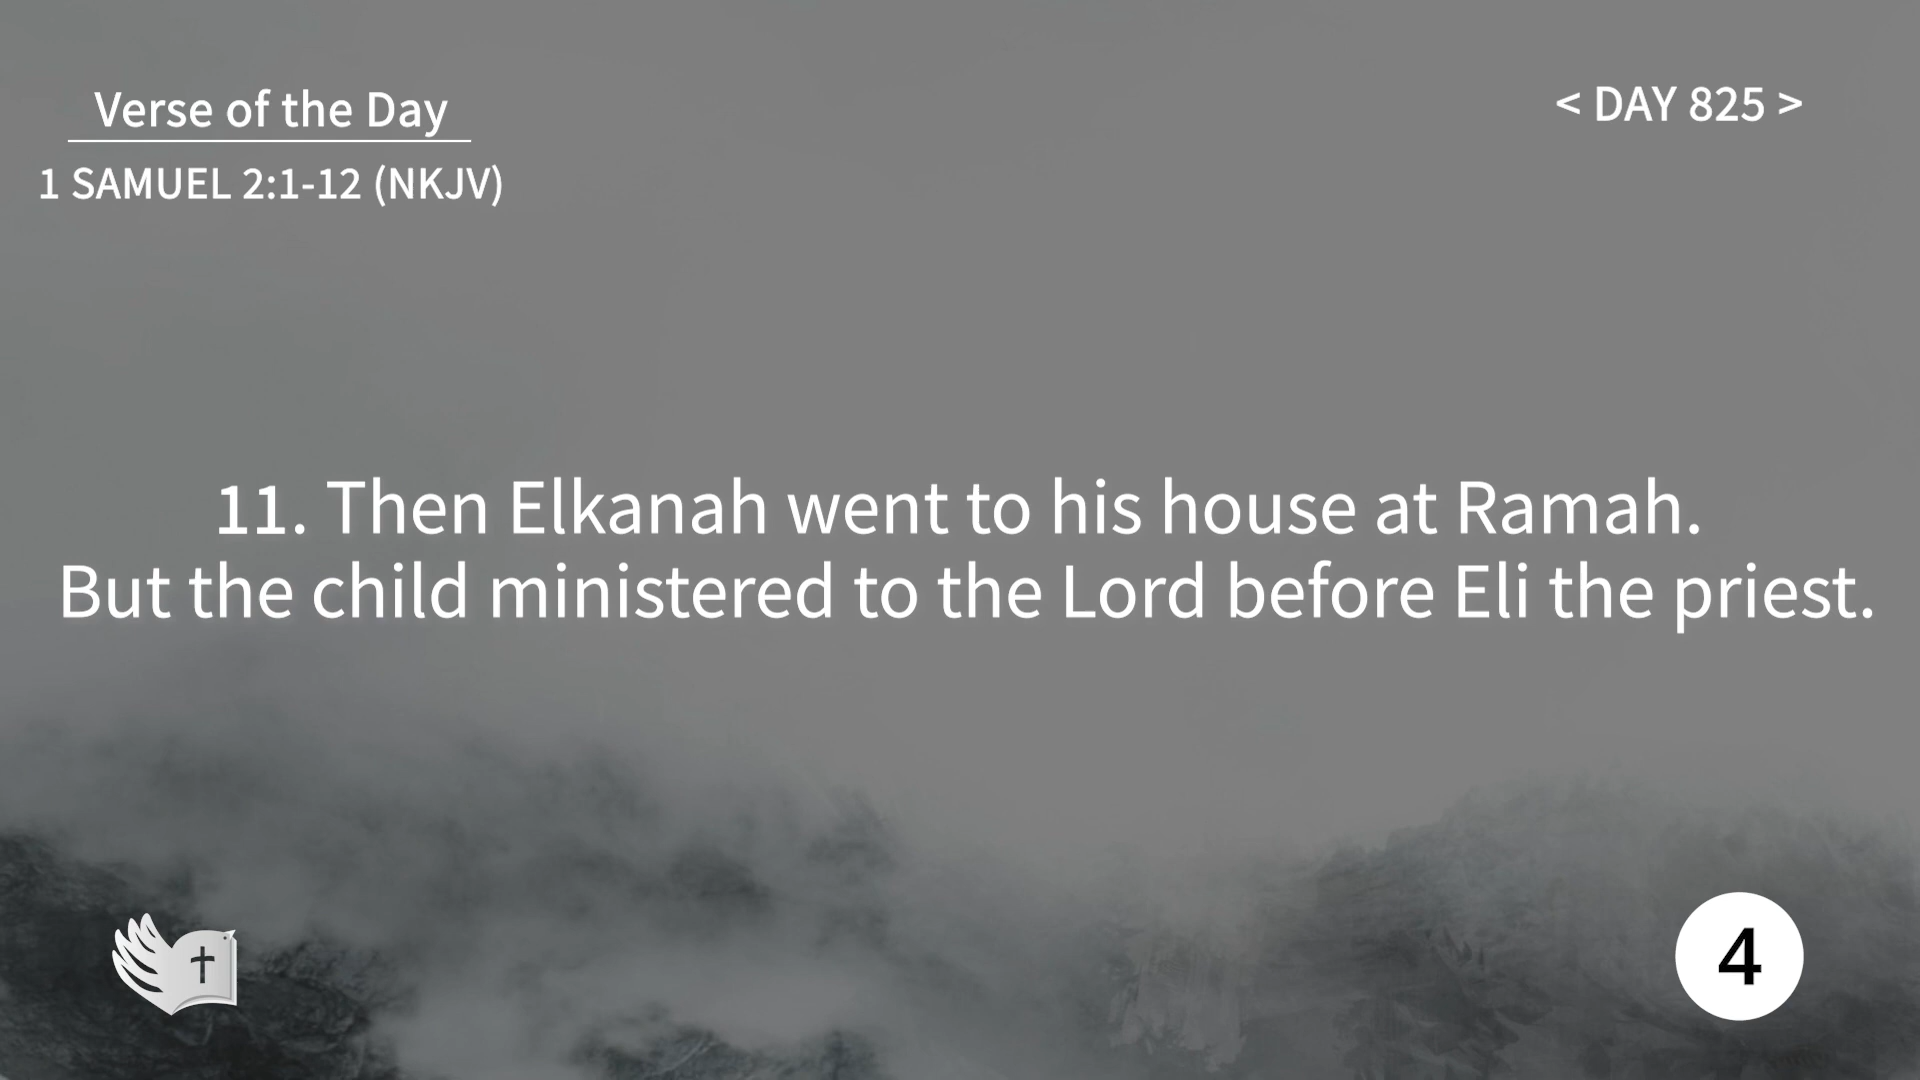 Verse of the Day
< DAY 825 >
1 SAMUEL 2:1-12 (NKJV)
11. Then Elkanah went to his house at Ramah.
But the child ministered to the Lord before Eli the priest.
4